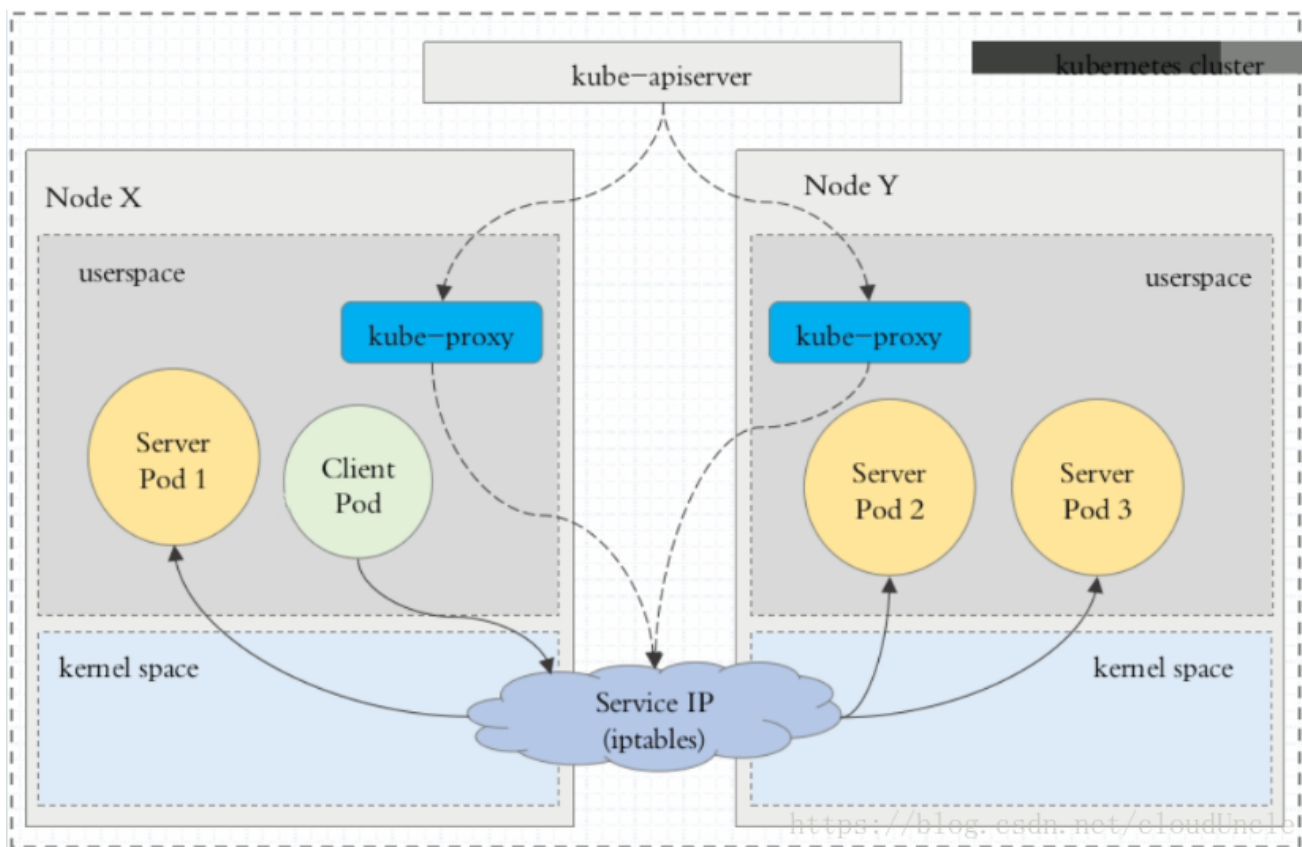 kube-apiserver
kubernetes cluster
Node X
Node Y
userspace
userspace
kube-proxy
kube-proxy
Server
Pod 1
Client
Pod
Server
Pod 2
Server
Pod 3
kernel space
kernel space
Service IP
(iptables)
https://blog.csdn.net/cloudUncle